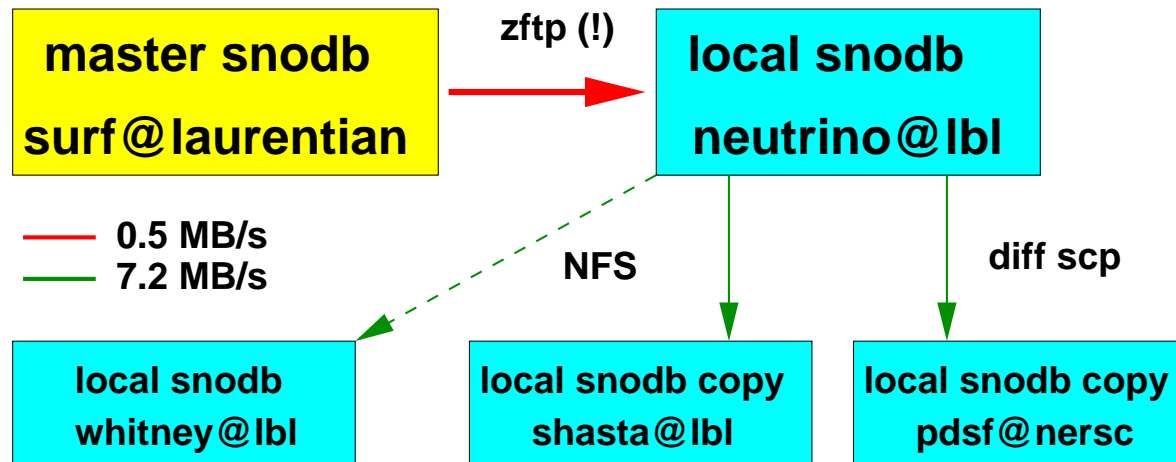 master snodb
surf@laurentian
zftp (!)
local snodb
neutrino@lbl
0.5 MB/s
7.2 MB/s
NFS
diff scp
local snodb
whitney@lbl
local snodb copy
shasta@lbl
local snodb copy
pdsf@nersc